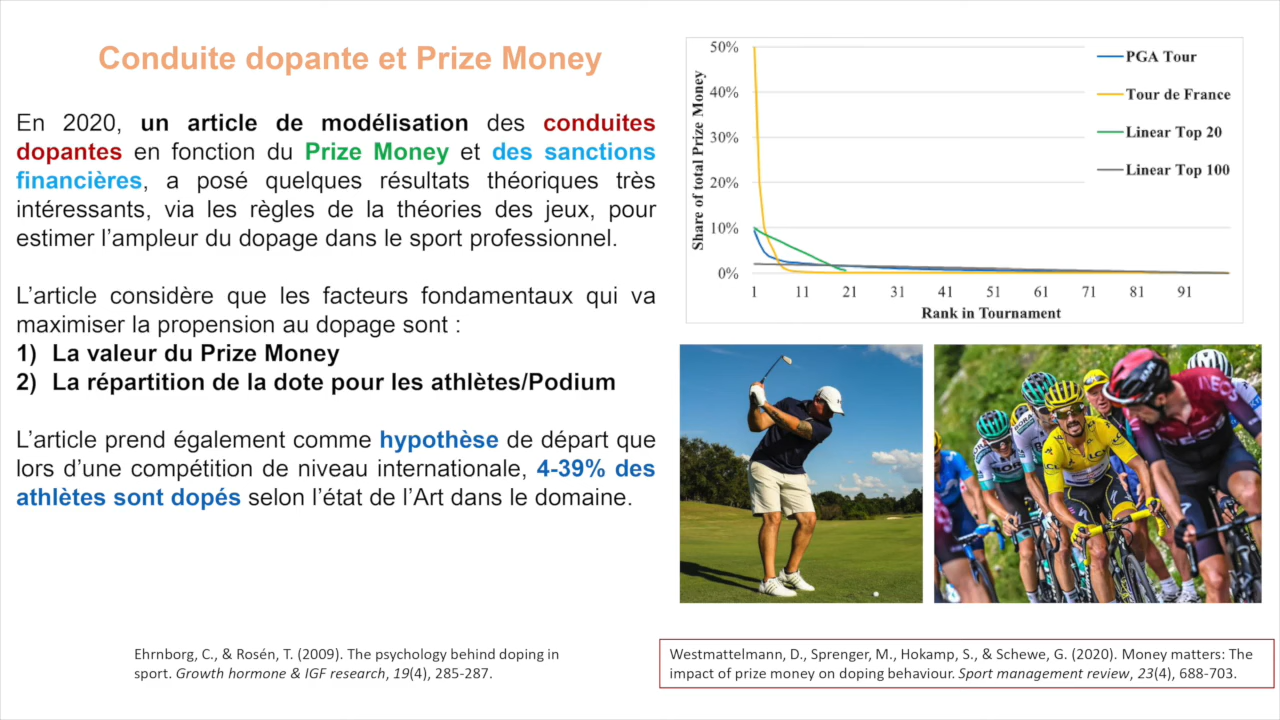 Conduite dopante et Prize Money
En 2020, un article de modélisation des conduites
dopantes en fonction du Prize Money et des sanctions
financières, a posé quelques résultats théoriques très
intéressants, via les règles de la théories des jeux, pour
estimer l’ampleur du dopage dans le sport professionnel.
L’article considère que les facteurs fondamentaux qui va
maximiser la propension au dopage sont :
1) La valeur du Prize Money
2) La répartition de la dote pour les athlètes/Podium
L’article prend également comme hypothèse de départ que
lors d’une compétition de niveau internationale, 4-39% des
athlètes sont dopés selon l’état de l’Art dans le domaine.
Share of total Prize Money
50%
40%
30%
20%
10%
0%
1 11 21 31 41 51 61 71 81 91
Rank in Tournament
PGA Tour
Tour de France
Linear Top 20
Linear Top 100
LCL
Ehrnborg, C., & Rosén, T. (2009). The psychology behind doping in
sport. Growth hormone & IGF research, 19(4), 285-287.
Westmattelmann, D., Sprenger, M., Hokamp, S., & Schewe, G. (2020). Money matters: The
impact of prize money on doping behaviour. Sport management review, 23(4), 688-703.